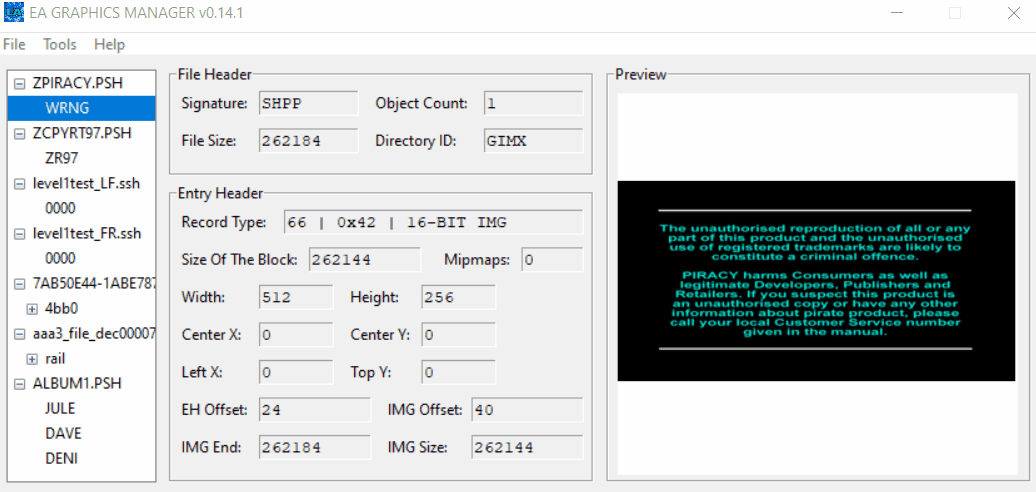 EA GRAPHICS MANAGER v0.14.1
File Tools Help
ZPIRACY.PSH
WRNG
ZCPYRT97.PSH
ZR97
level1test_LF.ssh
0000
level1test_FR.ssh
0000
7AB50E44-1ABE787
4bb0
aaa3_file_dec00007
rail
ALBUM1.PSH
JULE
DAVE
DENI
File Header
Signature: SHPP Object Count: 1
File Size: 262184 Directory ID: GIMX
Entry Header
Record Type: 66 | 0x42 | 16-BIT IMG
Size Of The Block: 262144 Mipmaps: 0
Width: 512 Height: 256
Center X: 0 Center Y: 0
Left X: 0 Top Y: 0
EH Offset: 24 IMG Offset: 40
IMG End: 262184 IMG Size: 262144
Preview
The unauthorised reproduction of all or any
part of this product and the unauthorised
use of registered trademarks are likely to
constitute a criminal offence.
PIRACY harms Consumers as well as
legitimate Developers, Publishers and
Retailers. If you suspect this product is
an unauthorised copy or have any other
information about pirate product, please
call your local Customer Service number
given in the manual.